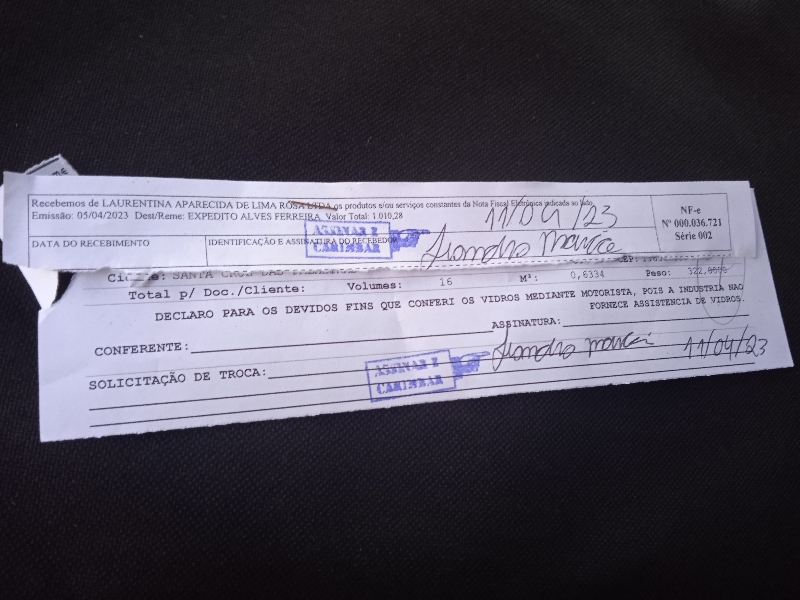 Recebemos de LAURENTINA APARECIDA DE LIMA ROSA LTDA os produtos e/ou serviços constantes da Nota Fiscal Eletrônica indicada ao lado
Emissão: 05/04/2023 Dest/Reme: EXPEDITO ALVES FERREIRA Valor Total: 1.010,28
11/04/23
NF-e
Nº 000.036.721
Série 002
DATA DO RECEBIMENTO
IDENTIFICAÇÃO E ASSINATURA DO RECEBEDOR
ASSINAR E
CARIMBAR
SANTA
Total p/ Doc./Cliente: Volumes: 16 M³: 0,6334 Peso: 322,0000
DECLARO PARA OS DEVIDOS FINS QUE CONFERI OS VIDROS MEDIANTE MOTORISTA, POIS A INDUSTRIA NAO
FORNECE ASSISTENCIA DE VIDROS.
CONFERENTE: ASSINATURA:
SOLICITAÇÃO DE TROCA:
ASSINAR E
CARIMBAR
11/04/23